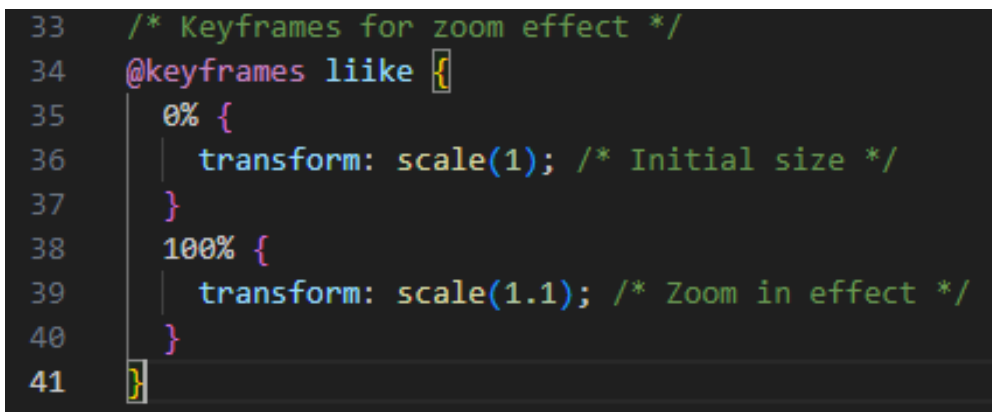 33 /* Keyframes for zoom effect */
34 @keyframes liike {
35 0% {
36 transform: scale(1); /* Initial size */
37 }
38 100% {
39 transform: scale(1.1); /* Zoom in effect */
40 }
41 }